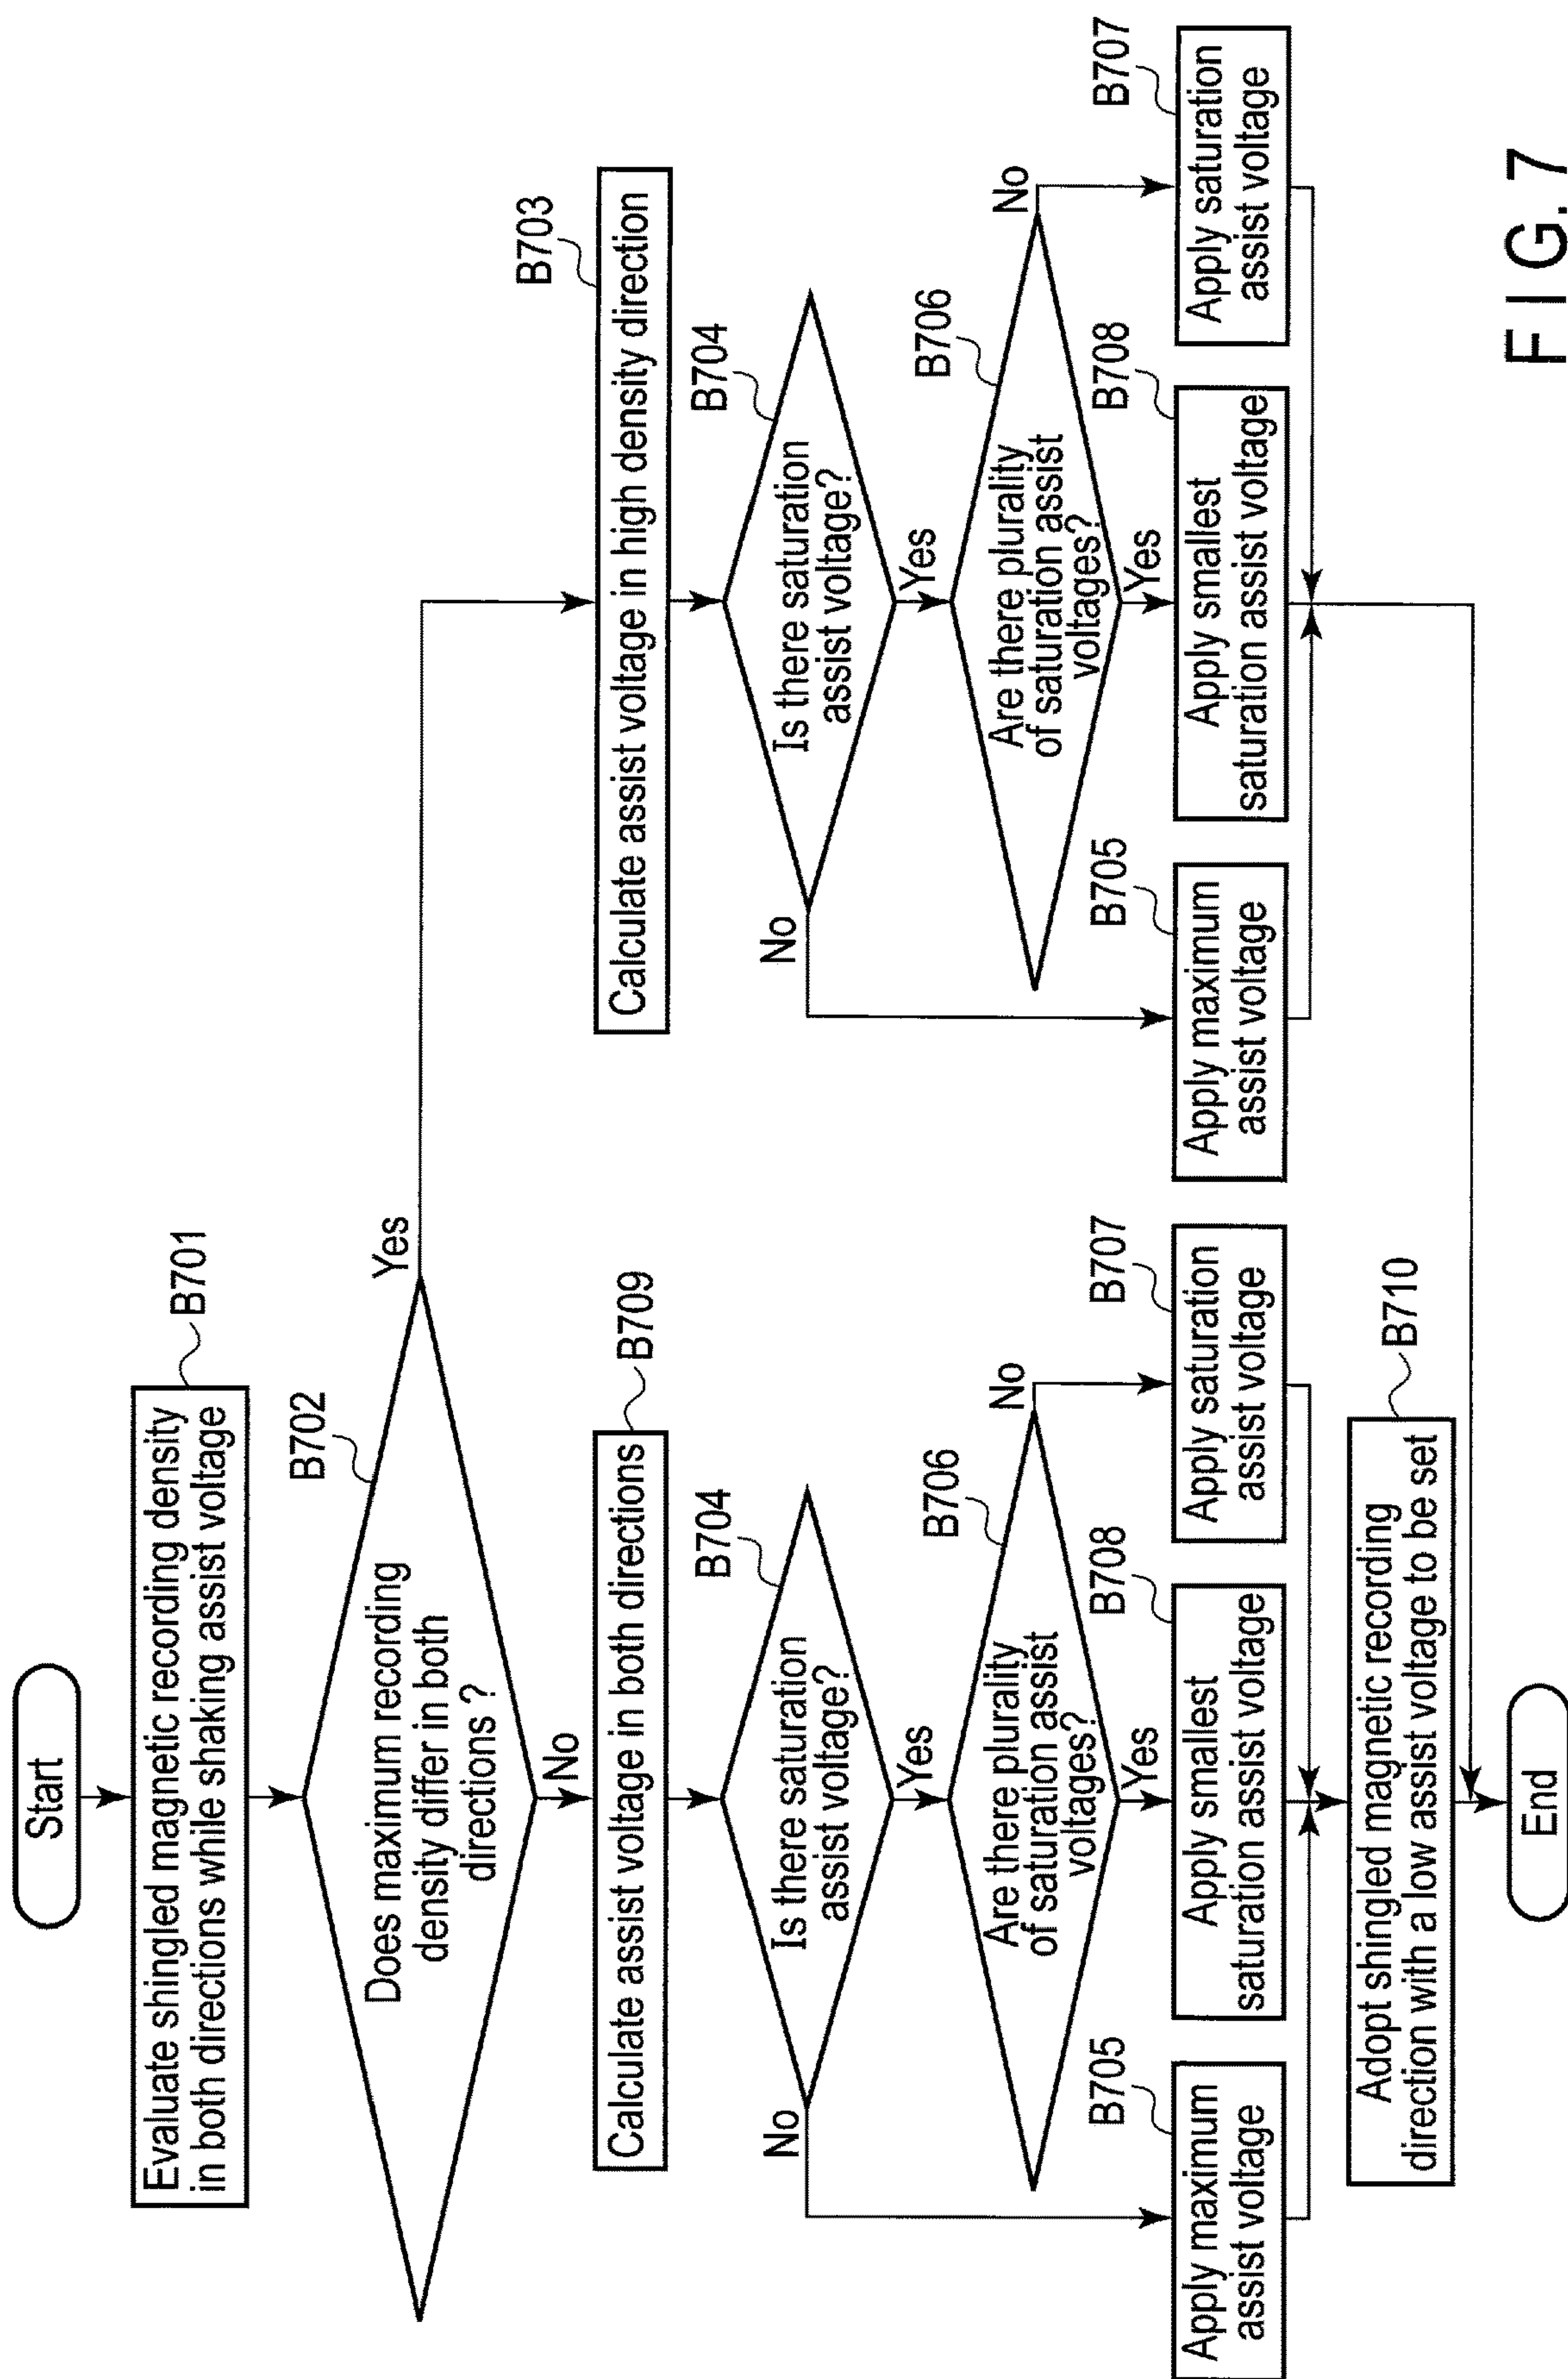 Start
Evaluate shingled magnetic recording density
in both directions while shaking assist voltage
B701
Does maximum recording
density differ in both
directions ?
B702
Yes
No
Calculate assist voltage in both directions
B709
Is there saturation
assist voltage?
B704
No
Yes
Are there plurality
of saturation assist
voltages?
B706
No
Yes
Apply maximum
assist voltage
B705
Apply smallest
saturation assist voltage
B708
Apply saturation
assist voltage
B707
Adopt shingled magnetic recording
direction with a low assist voltage to be set
B710
Calculate assist voltage in high density direction
B703
Is there saturation
assist voltage?
B704
No
Yes
Are there plurality
of saturation assist
voltages?
B706
No
Yes
Apply maximum
assist voltage
B705
Apply smallest
saturation assist voltage
B708
Apply saturation
assist voltage
B707
End
FIG. 7